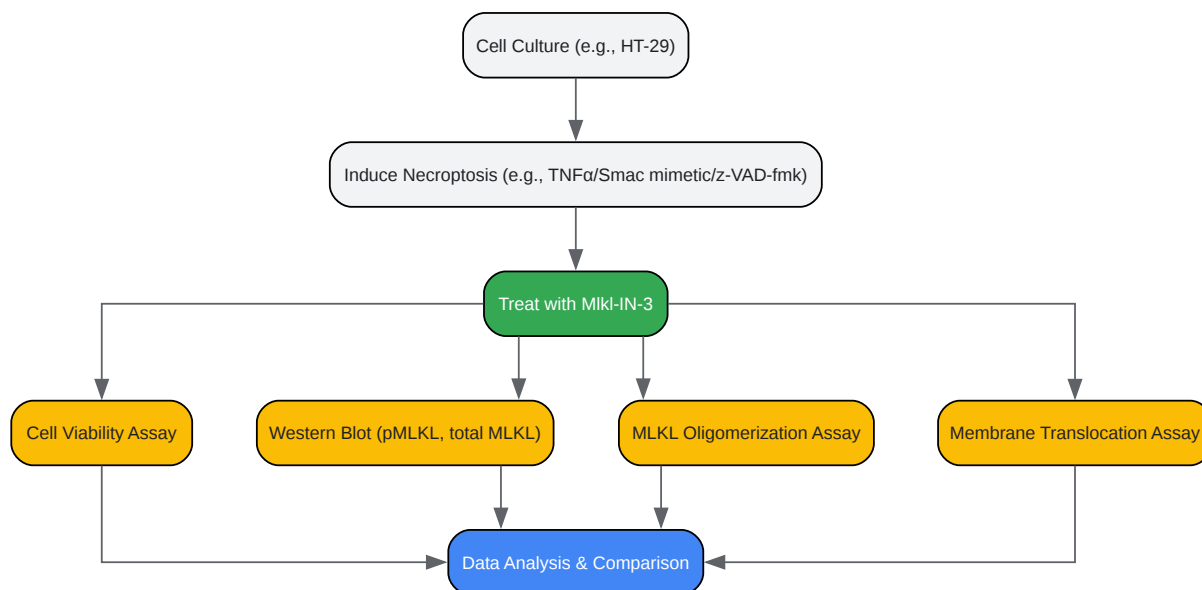 Cell Culture (e.g., HT-29)
Induce Necroptosis (e.g., TNFα/Smac mimetic/z-VAD-fmk)
Treat with Mlkl-IN-3
Cell Viability Assay
Western Blot (pMLKL, total MLKL)
MLKL Oligomerization Assay
Membrane Translocation Assay
Data Analysis & Comparison